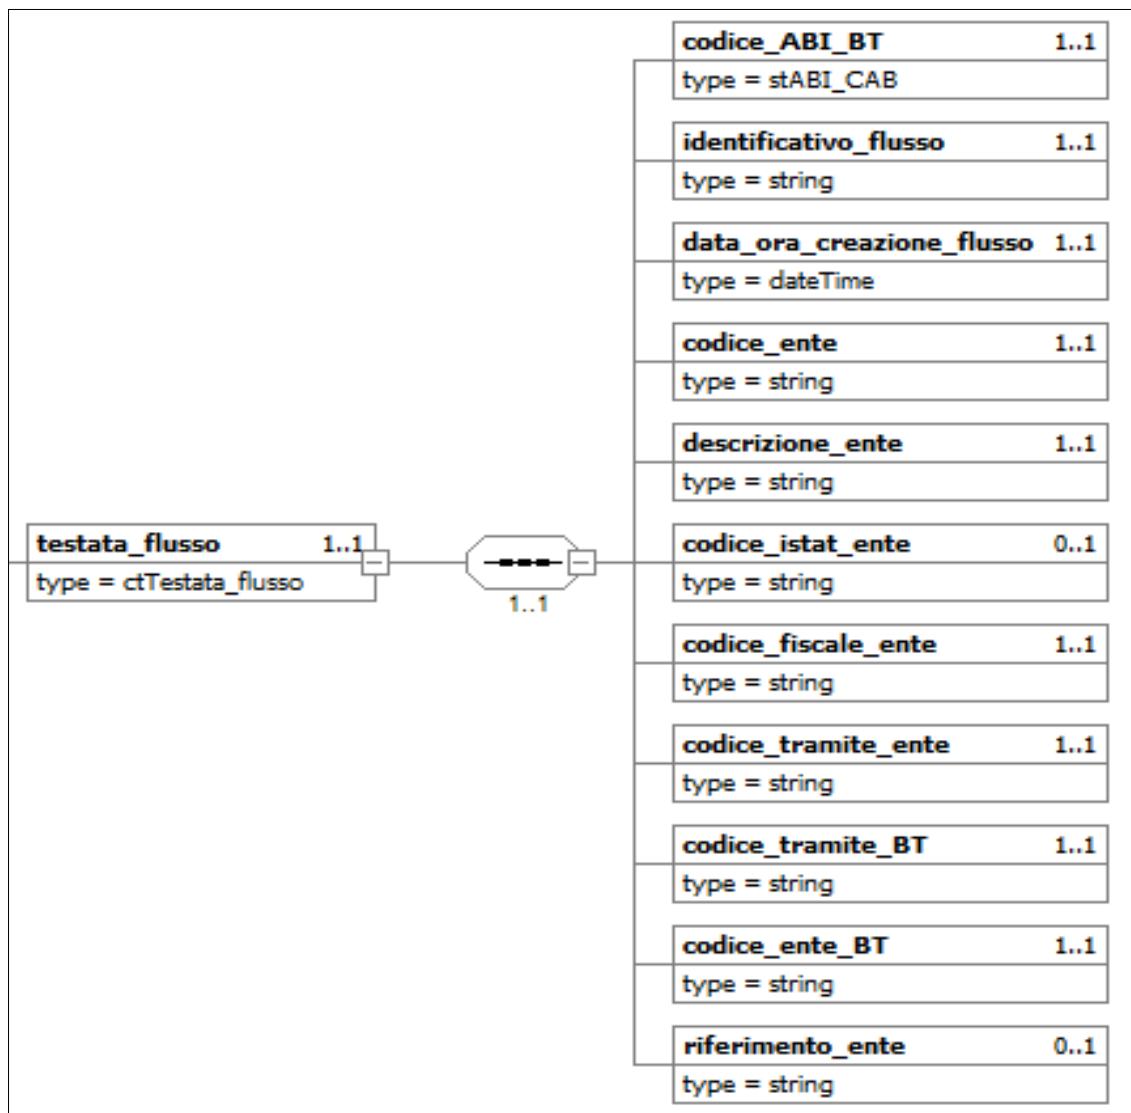 codice_ABI_BT 1..1
type = stABI_CAB
identificativo_flusso 1..1
type = string
data_ora_creazione_flusso 1..1
type = dateTime
codice_ente 1..1
type = string
descrizione_ente 1..1
type = string
testata_flusso 1..1
type = ctTestata_flusso
1..1
codice_istat_ente 0..1
type = string
codice_fiscale_ente 1..1
type = string
codice_tramite_ente 1..1
type = string
codice_tramite_BT 1..1
type = string
codice_ente_BT 1..1
type = string
riferimento_ente 0..1
type = string